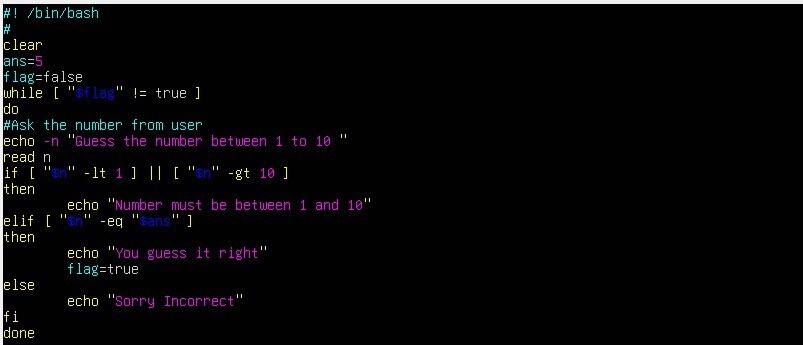 #! /bin/bash
#
clear
ans=5
flag=false
while [ "$flag" != true ]
do
#Ask the number from user
echo -n "Guess the number between 1 to 10 "
read n
if [ "$n" -lt 1 ] || [ "$n" -gt 10 ]
then
        echo "Number must be between 1 and 10"
elif [ "$n" -eq "$ans" ]
then
        echo "You guess it right"
        flag=true
else
        echo "Sorry Incorrect"
fi
done